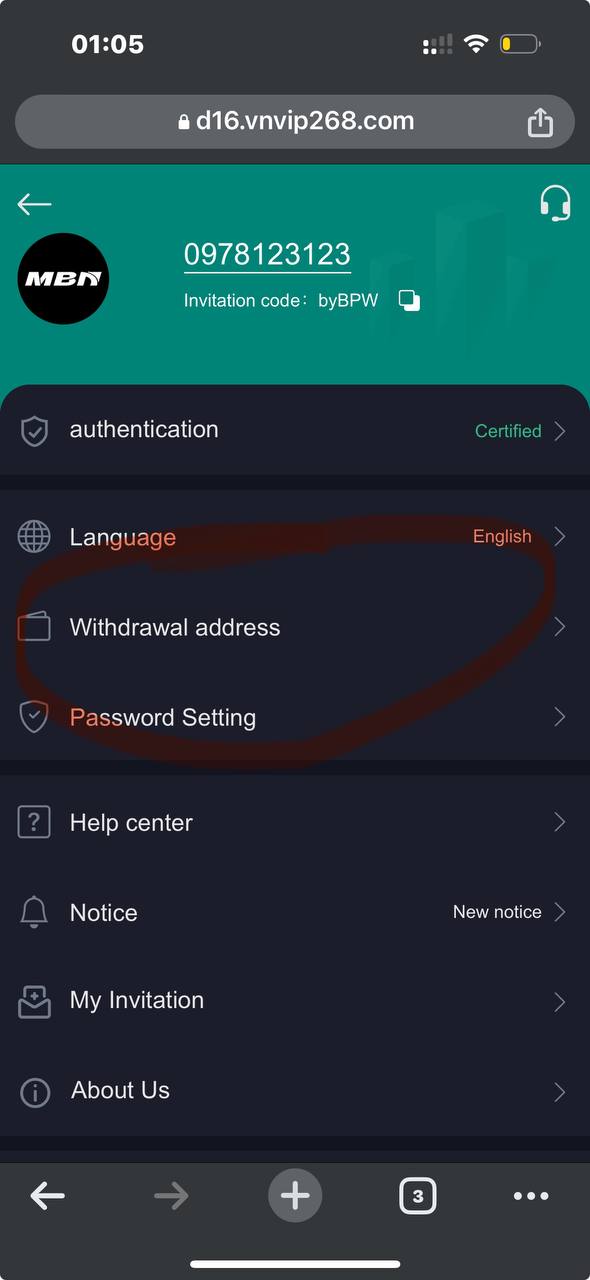 01:05
d16.vnvip268.com
MBN
0978123123
Invitation code: byBPW
authentication Certified
Language English
Withdrawal address
Password Setting
Help center
Notice New notice
My Invitation
About Us
3